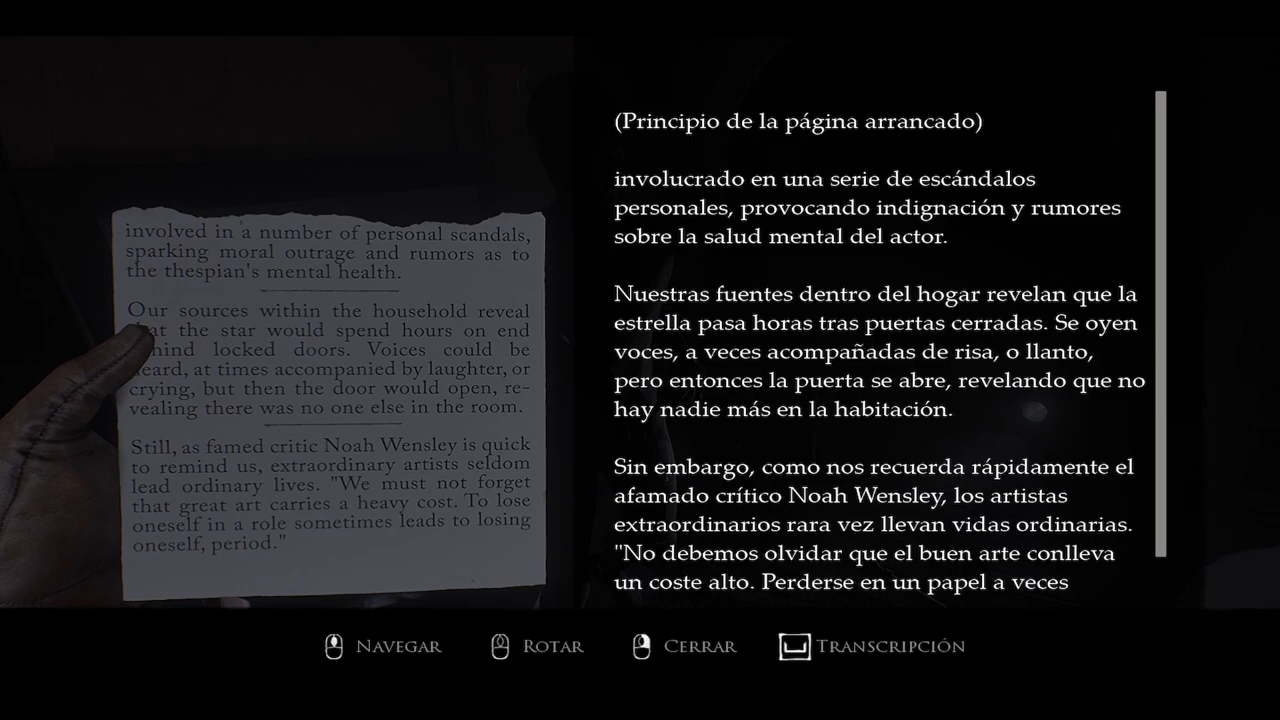 involved in a number of personal scandals,
sparking moral outrage and rumors as to
the thespian's mental health.
Our sources within the household reveal
at the star would spend hours on end
hind locked doors. Voices could be
eard, at times accompanied by laughter, or
crying, but then the door would open, re-
vealing there was no one else in the room.
Still, as famed critic Noah Wensley is quick
to remind us, extraordinary artists seldom
lead ordinary lives. "We must not forget
that great art carries a heavy cost. To lose
oneself in a role sometimes leads to losing
oneself, period."
(Principio de la página arrancado)
involucrado en una serie de escándalos
personales, provocando indignación y rumores
sobre la salud mental del actor.
Nuestras fuentes dentro del hogar revelan que la
estrella pasa horas tras puertas cerradas. Se oyen
voces, a veces acompañadas de risa, o llanto,
pero entonces la puerta se abre, revelando que no
hay nadie más en la habitación.
Sin embargo, como nos recuerda rápidamente el
afamado crítico Noah Wensley, los artistas
extraordinarios rara vez llevan vidas ordinarias.
"No debemos olvidar que el buen arte conlleva
un coste alto. Perderse en un papel a veces
Navegar
Rotar
Cerrar
Transcripción